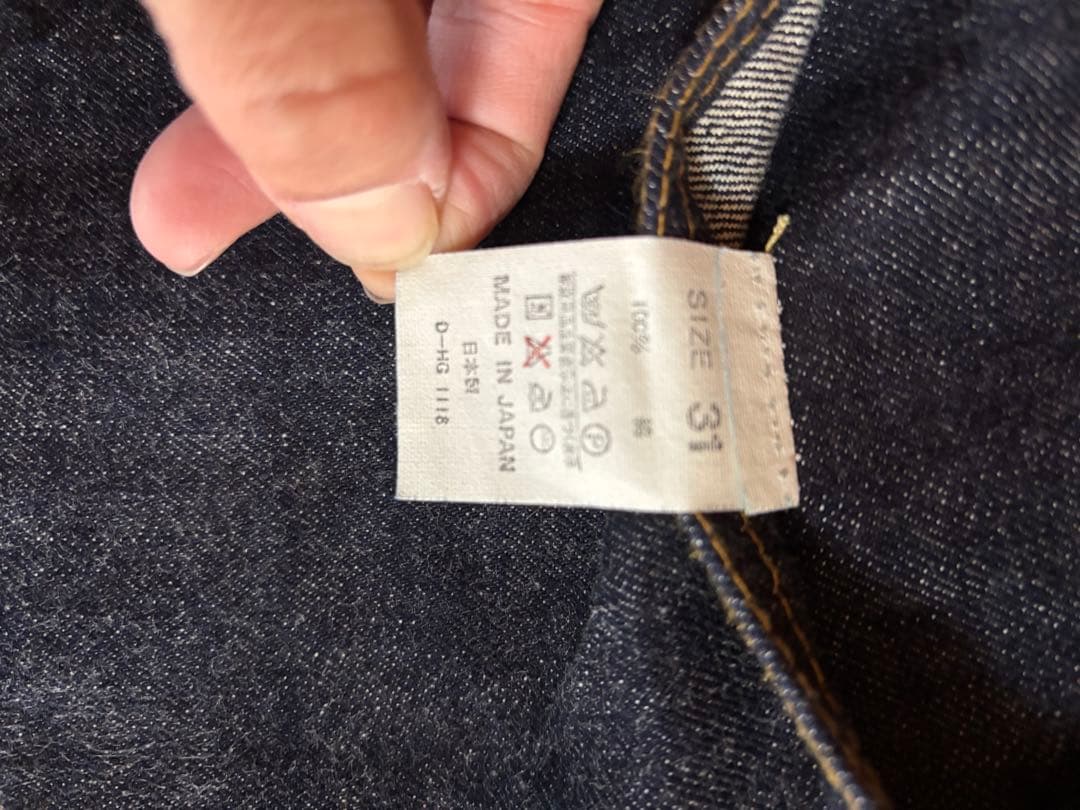 SIZE 31
100% 綿
MADE IN JAPAN
日本製
D-HG 1118